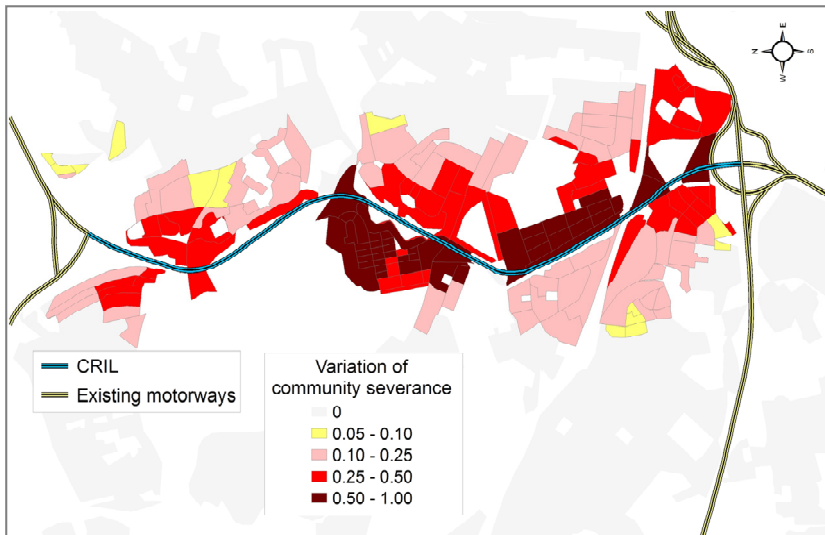 E
N
S
W
CRIL
Existing motorways
Variation of
community severance
0
0.05 - 0.10
0.10 - 0.25
0.25 - 0.50
0.50 - 1.00